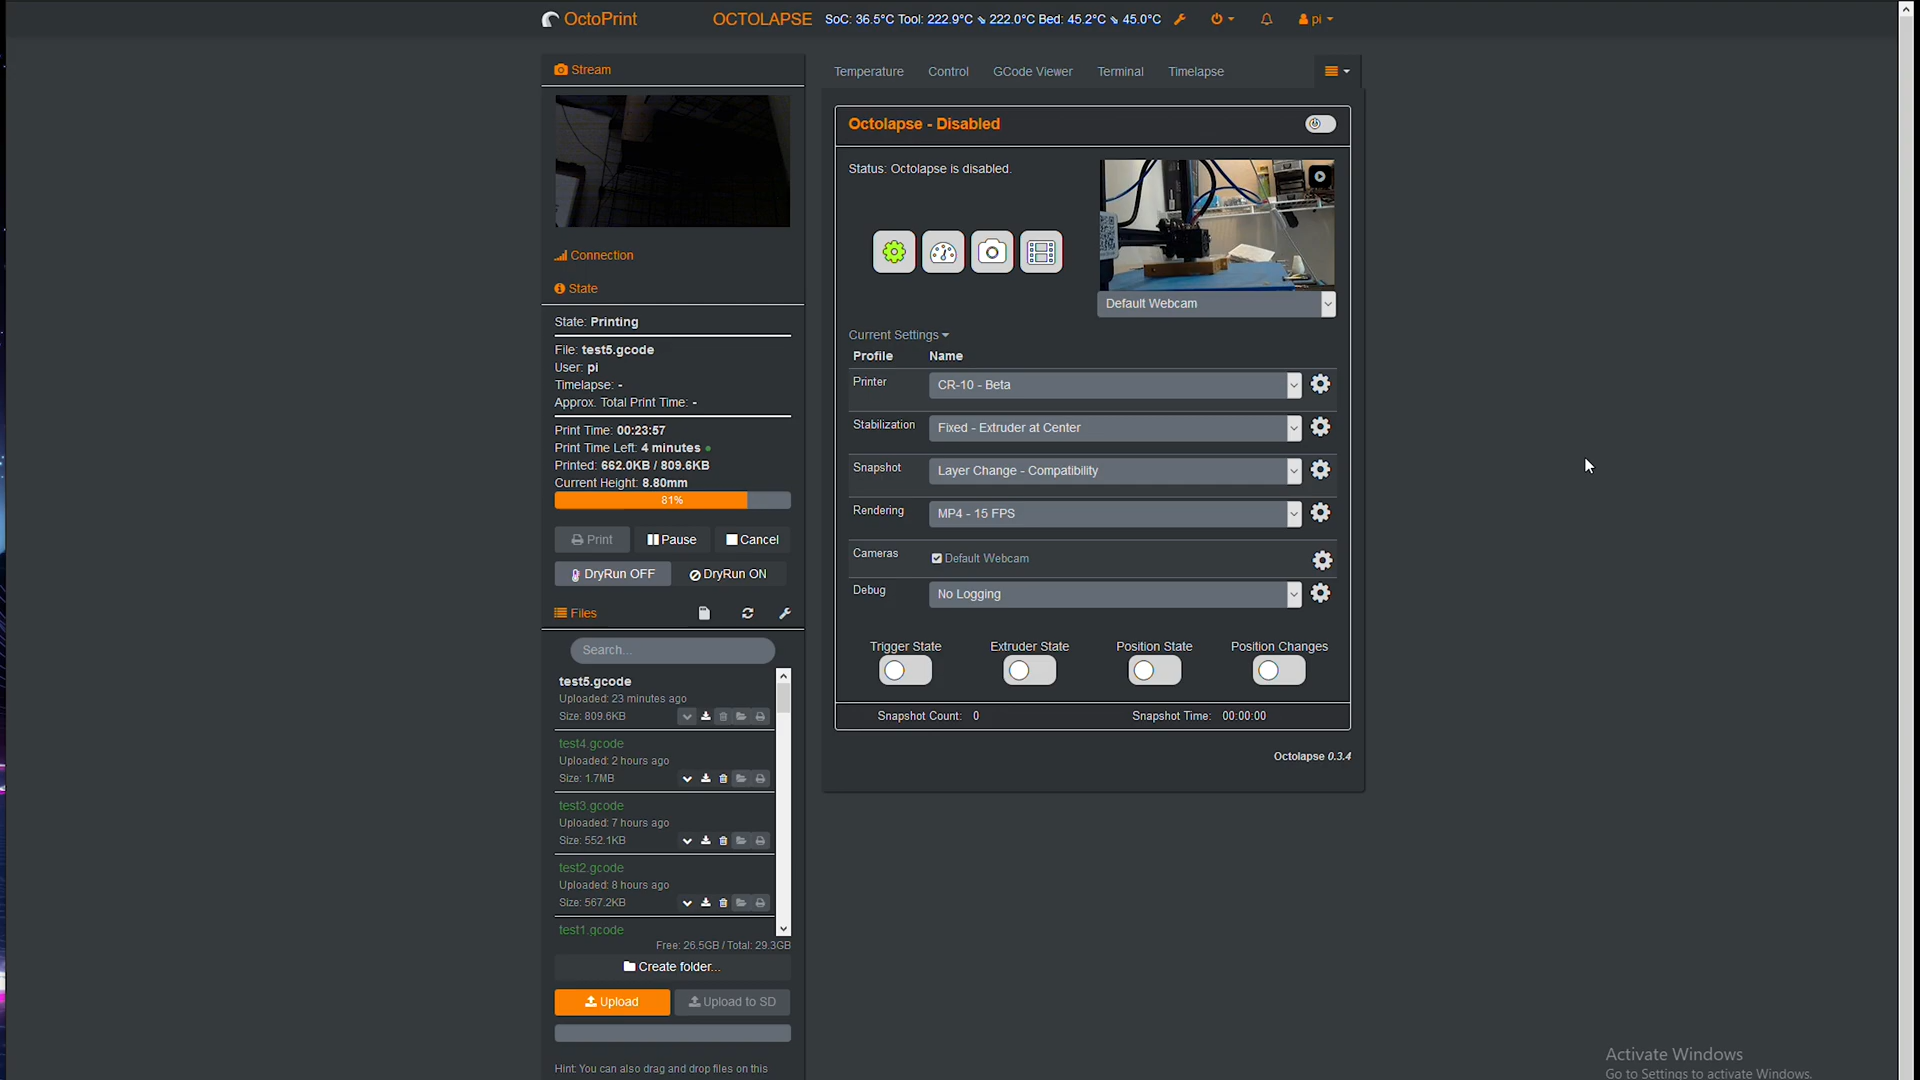 OctoPrint
OCTOLAPSE
SoC: 36.5°C Tool: 222.9°C ⇘ 222.0°C Bed: 45.2°C ⇘ 45.0°C
pi
Stream
Temperature
Control
GCode Viewer
Terminal
Timelapse
Octolapse - Disabled
Status: Octolapse is disabled.
Default Webcam
Connection
State
State: Printing
File: test5.gcode
User: pi
Timelapse: -
Approx. Total Print Time: -
Print Time: 00:23:57
Print Time Left: 4 minutes
Printed: 662.0KB / 809.6KB
Current Height: 8.80mm
81%
Print
Pause
Cancel
DryRun OFF
DryRun ON
Current Settings
Profile
Name
Printer
CR-10 - Beta
Stabilization
Fixed - Extruder at Center
Snapshot
Layer Change - Compatibility
Rendering
MP4 - 15 FPS
Cameras
Default Webcam
Debug
No Logging
Trigger State
Extruder State
Position State
Position Changes
Snapshot Count: 0
Snapshot Time: 00:00:00
Octolapse 0.3.4
Files
Search...
test5.gcode
Uploaded: 23 minutes ago
Size: 809.6KB
test4.gcode
Uploaded: 2 hours ago
Size: 1.7MB
test3.gcode
Uploaded: 7 hours ago
Size: 552.1KB
test2.gcode
Uploaded: 8 hours ago
Size: 567.2KB
test1.gcode
Free: 26.5GB / Total: 29.3GB
Create folder...
Upload
Upload to SD
Hint: You can also drag and drop files on this
Activate Windows
Go to Settings to activate Windows.